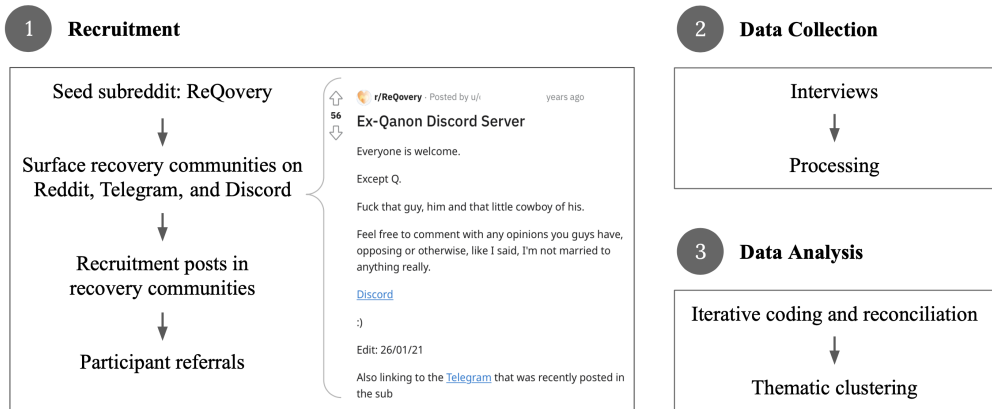 1 Recruitment
Seed subreddit: ReQovery
Surface recovery communities on
Reddit, Telegram, and Discord
Recruitment posts in
recovery communities
Participant referrals
56
r/ReQovery · Posted by u/ years ago
Ex-Qanon Discord Server
Everyone is welcome.
Except Q.
Fuck that guy, him and that little cowboy of his.
Feel free to comment with any opinions you guys have,
opposing or otherwise, like I said, I'm not married to
anything really.
Discord
:)
Edit: 26/01/21
Also linking to the Telegram that was recently posted in
the sub
2 Data Collection
Interviews
Processing
3 Data Analysis
Iterative coding and reconciliation
Thematic clustering